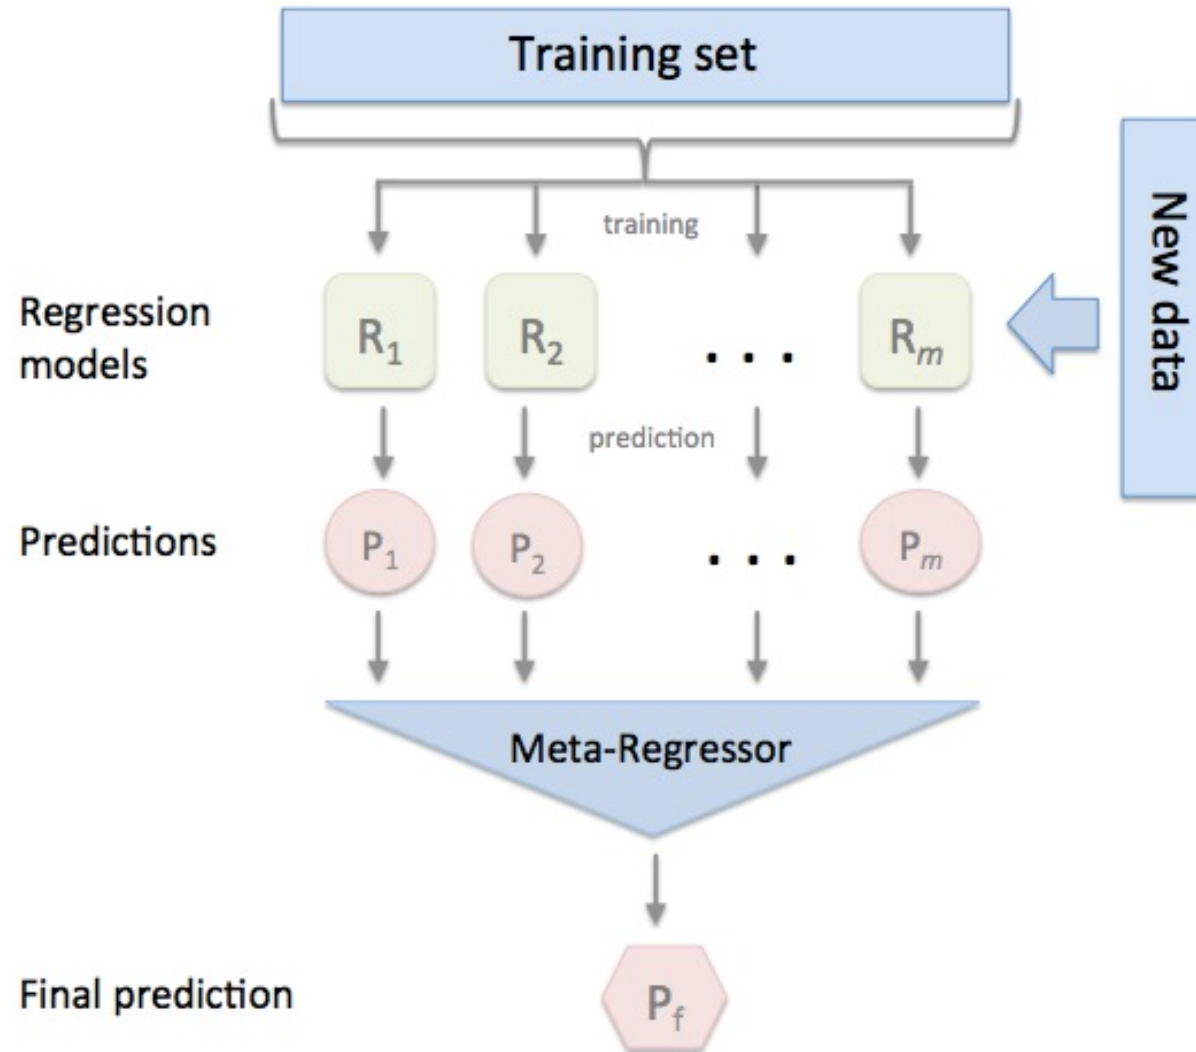 Training set
training
New data
Regression
models
R1
R2
. . .
Rm
prediction
Predictions
P1
P2
. . .
Pm
Meta-Regressor
Final prediction
Pf